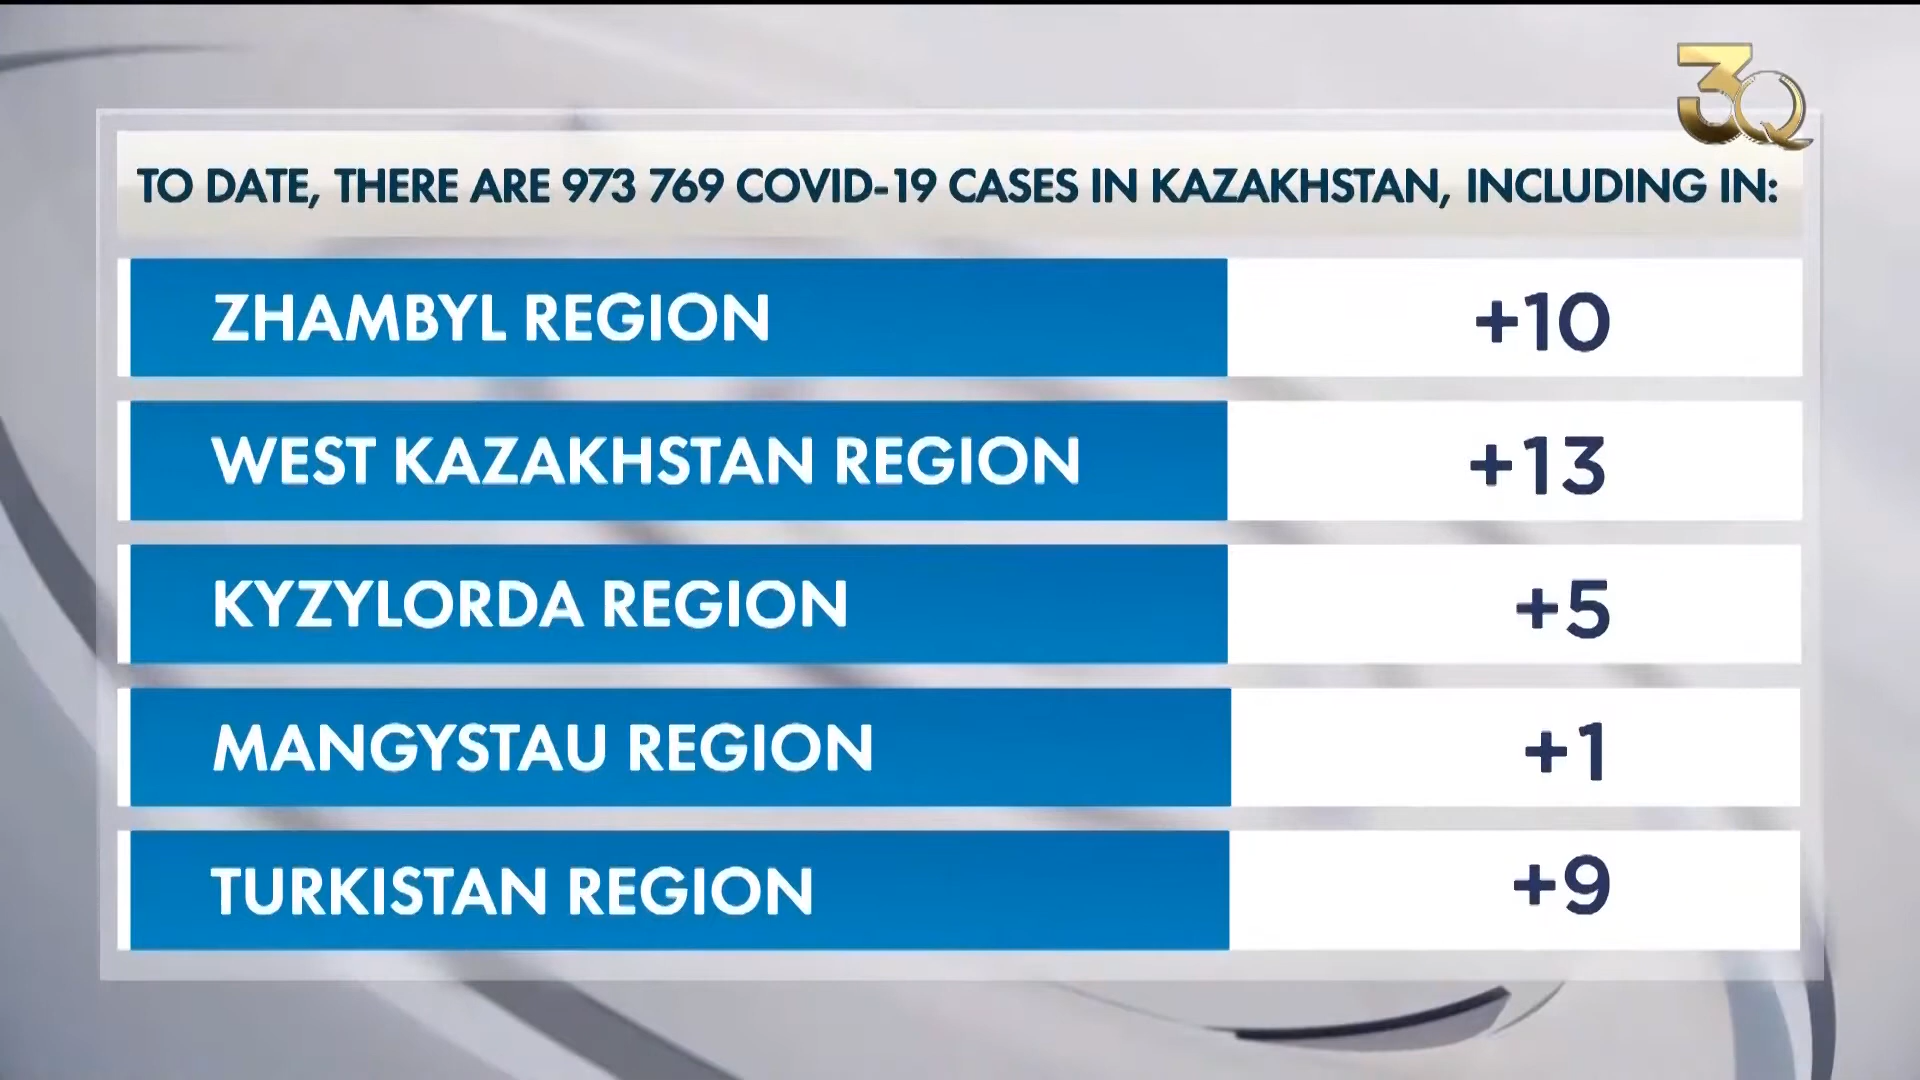 3Q
TO DATE, THERE ARE 973 769 COVID-19 CASES IN KAZAKHSTAN, INCLUDING IN:
ZHAMBYL REGION +10
WEST KAZAKHSTAN REGION +13
KYZYLORDA REGION +5
MANGYSTAU REGION +1
TURKISTAN REGION +9